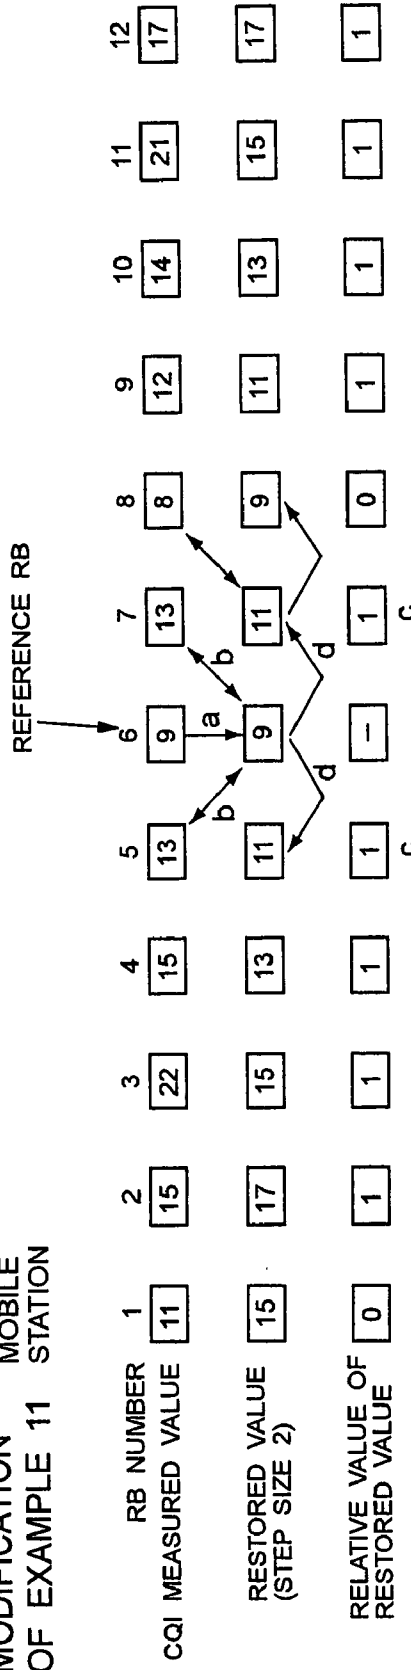 MODIFICATION
OF EXAMPLE 11
MOBILE
STATION
REFERENCE RB
RB NUMBER 1 2 3 4 5 6 7 8 9 10 11 12
CQI MEASURED VALUE 11 15 22 15 13 9 13 8 12 14 21 17
b a b
RESTORED VALUE
(STEP SIZE 2) 15 17 15 13 11 9 11 9 11 13 15 17
d d
RELATIVE VALUE OF
RESTORED VALUE 0 1 1 1 1 – 1 0 1 1 1 1
c c